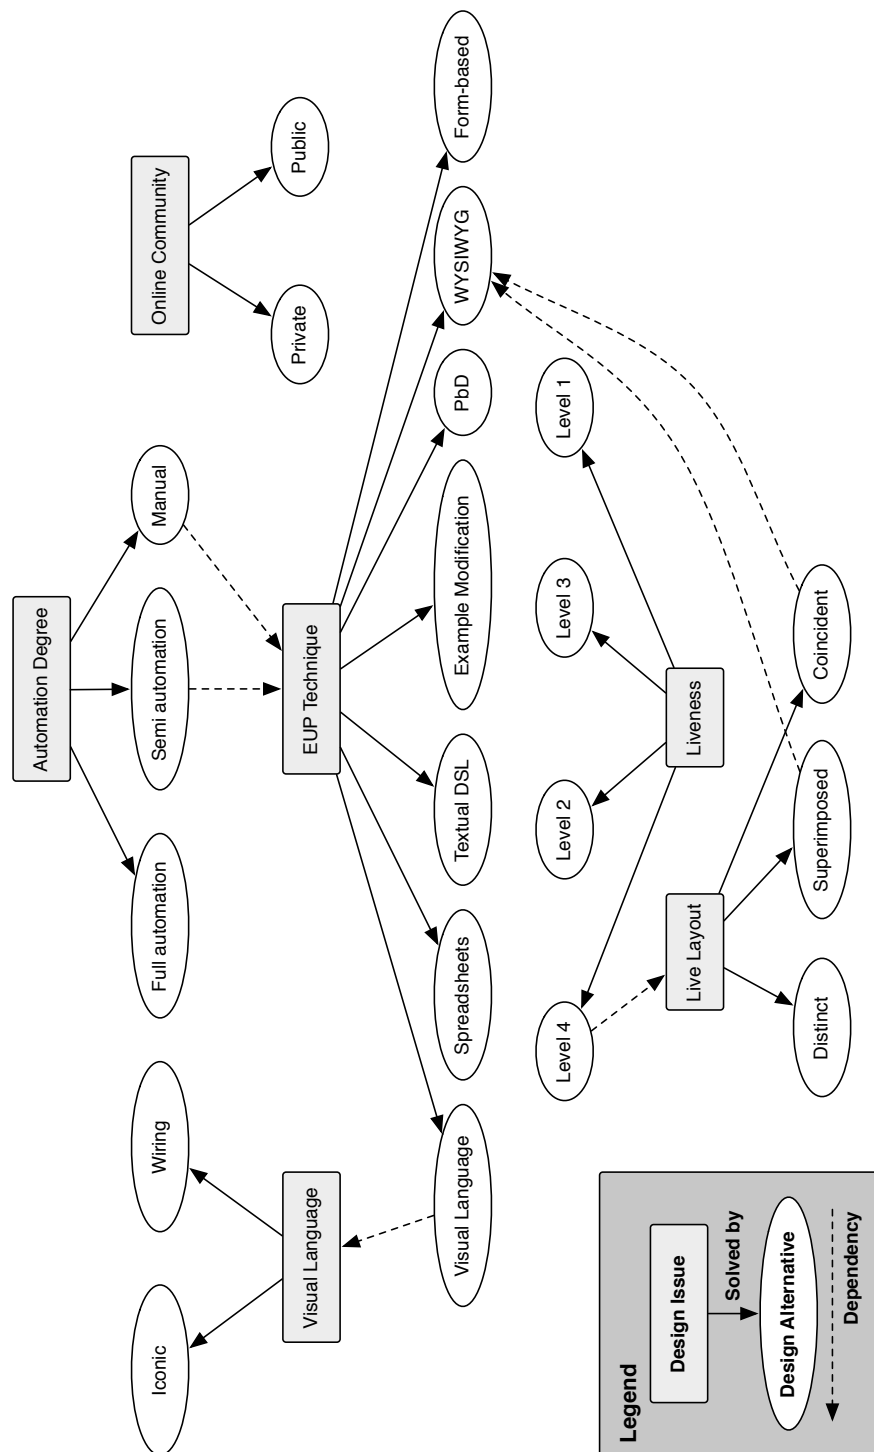 Automation Degree
Online Community
Iconic
Wiring
Full automation
Semi automation
Manual
Private
Public
Visual Language
EUP Technique
Visual Language
Spreadsheets
Textual DSL
Example Modification
PbD
WYSIWYG
Form-based
Level 4
Level 2
Level 3
Level 1
Live Layout
Liveness
Distinct
Superimposed
Coincident
Legend
Design Issue
Solved by
Design Alternative
Dependency